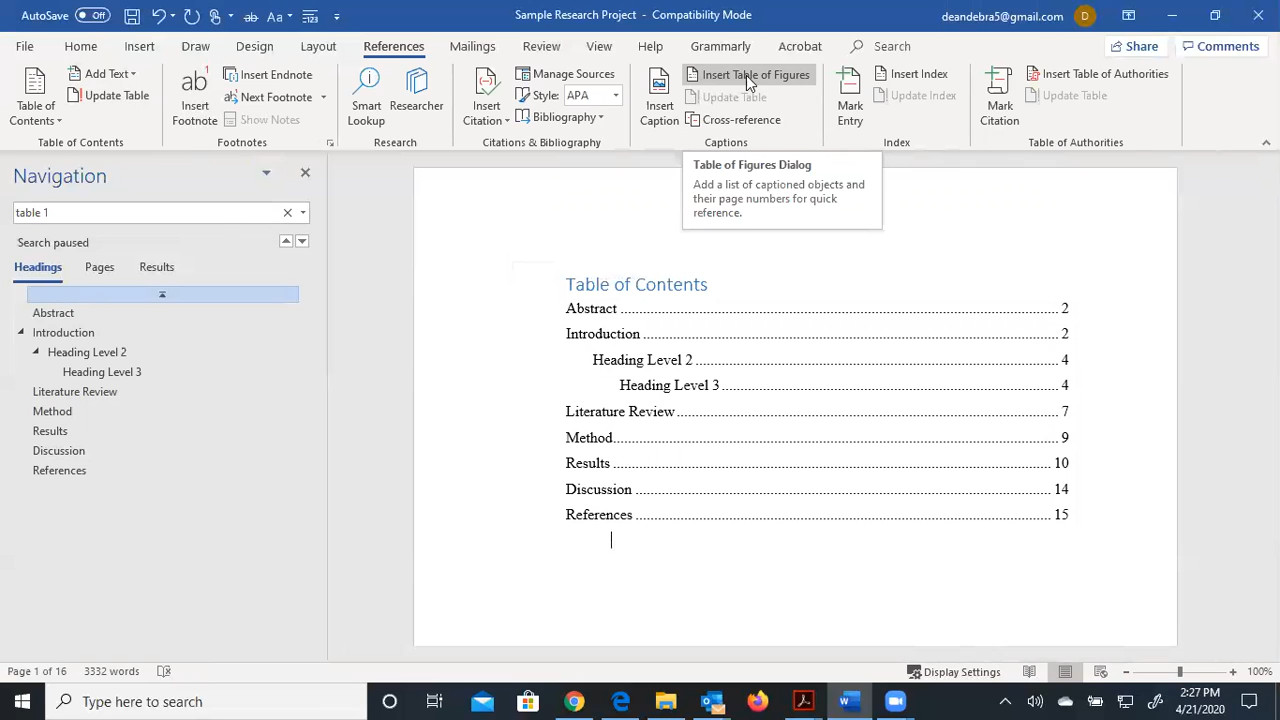 AutoSave Off Sample Research Project - Compatibility Mode deandebra5@gmail.com D
File Home Insert Draw Design Layout References Mailings Review View Help Grammarly Acrobat Search Share Comments
Table of Contents
Add Text
Update Table
Table of Contents
ab1 Insert Footnote
Insert Endnote
Next Footnote
Show Notes
Footnotes
Smart Lookup
Researcher
Research
Insert Citation
Manage Sources
Style: APA
Bibliography
Citations & Bibliography
Insert Caption
Insert Table of Figures
Update Table
Cross-reference
Captions
Mark Entry
Insert Index
Update Index
Index
Mark Citation
Insert Table of Authorities
Update Table
Table of Authorities
Table of Figures Dialog
Add a list of captioned objects and
their page numbers for quick
reference.
Navigation
table 1
Search paused
Headings Pages Results
Abstract
Introduction
Heading Level 2
Heading Level 3
Literature Review
Method
Results
Discussion
References
Table of Contents
Abstract 2
Introduction 2
Heading Level 2 4
Heading Level 3 4
Literature Review 7
Method 9
Results 10
Discussion 14
References 15
Page 1 of 16 3332 words Display Settings 100%
Type here to search
2:27 PM
4/21/2020